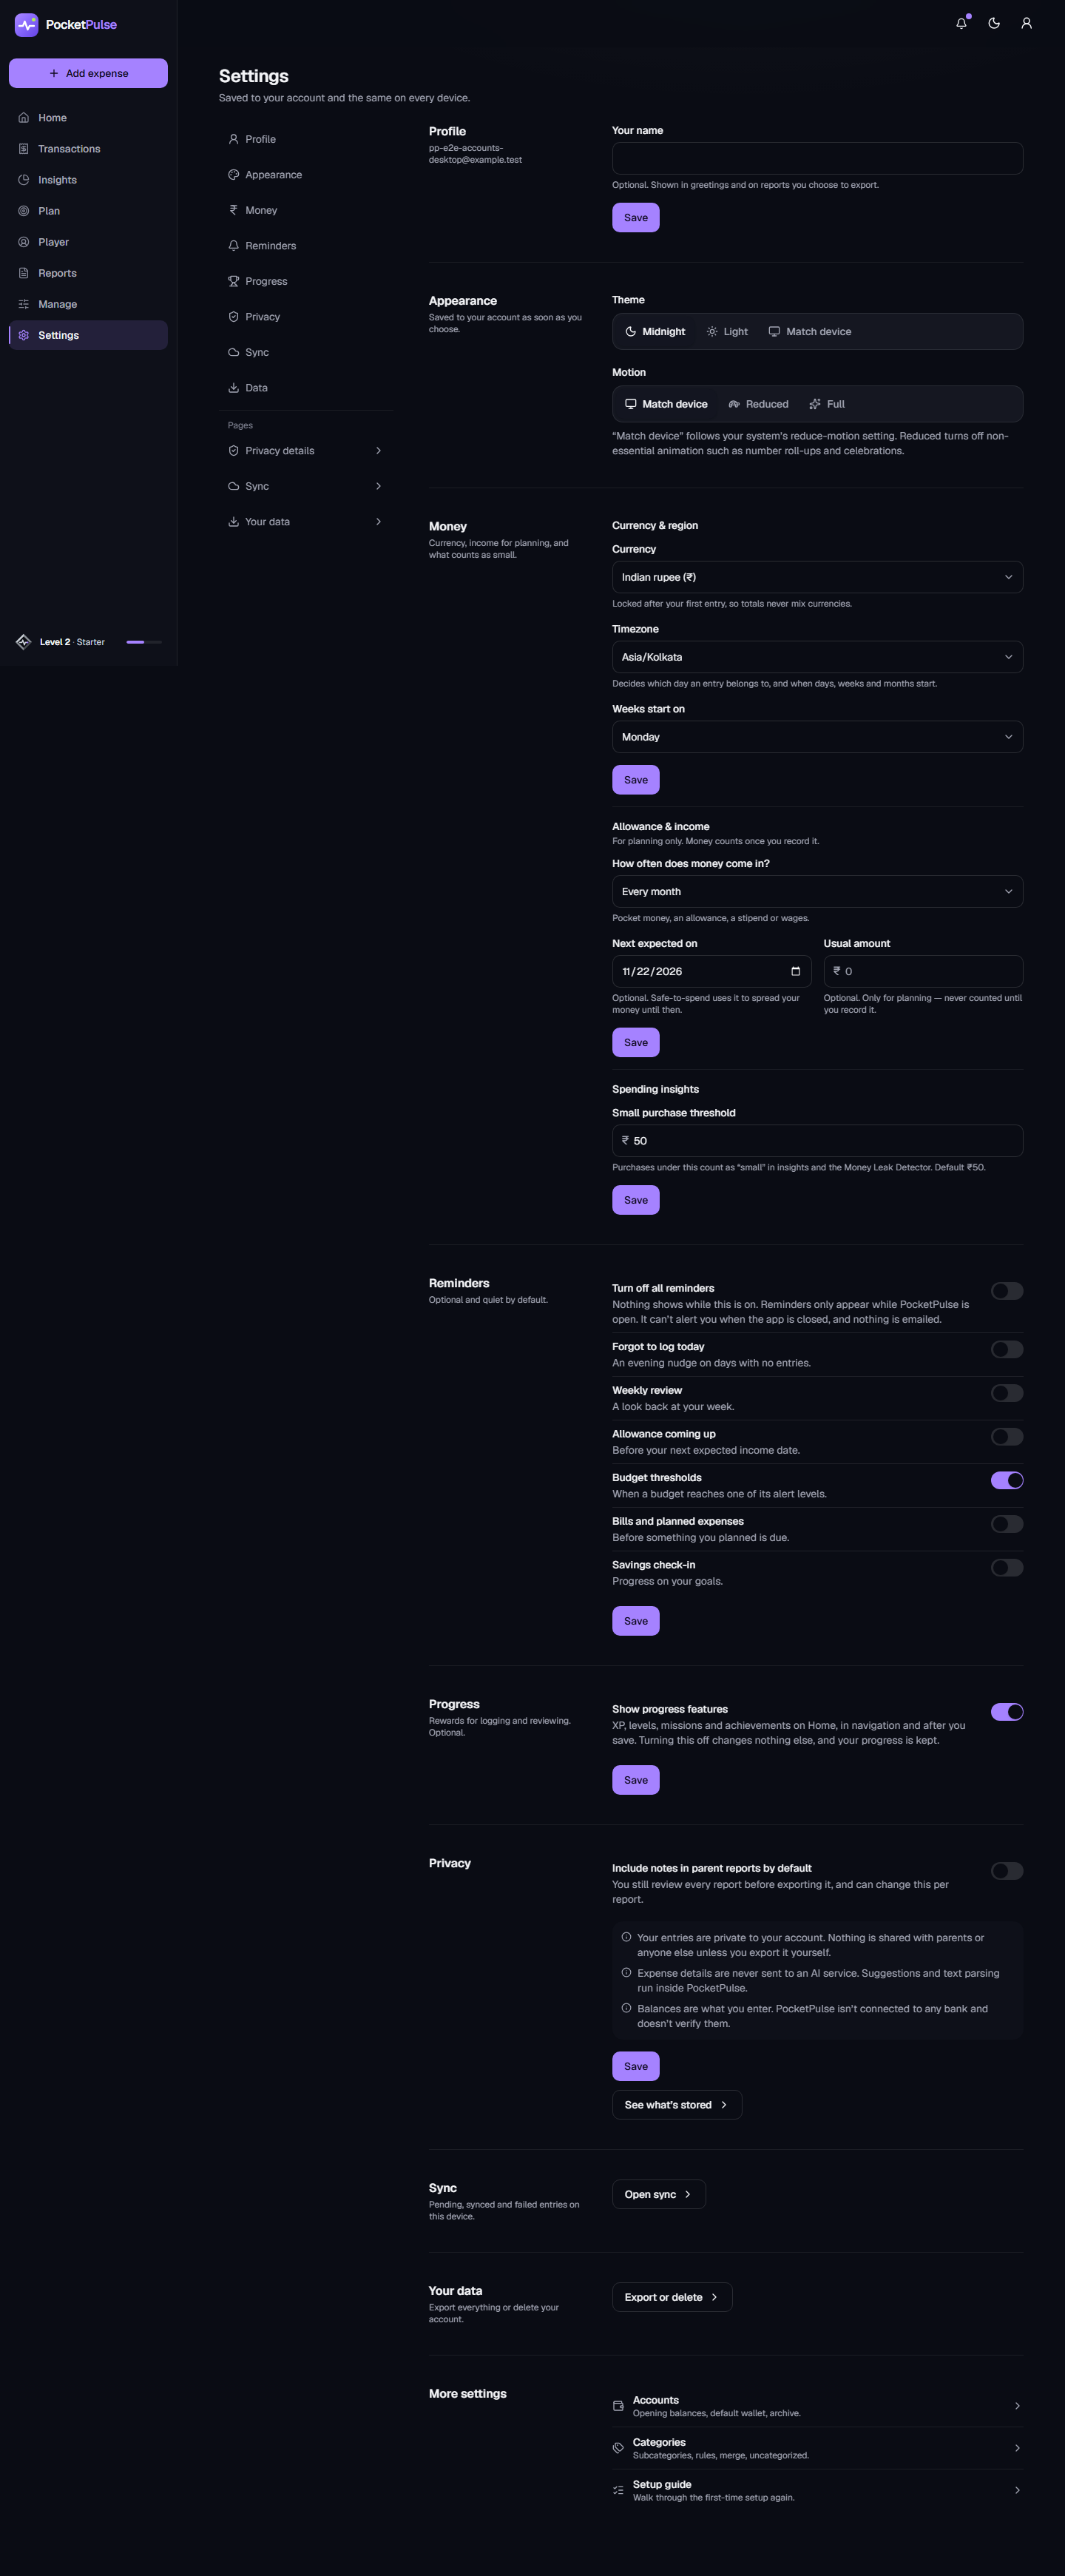 PocketPulse
Add expense
Home
Transactions
Insights
Plan
Player
Reports
Manage
Settings
Level 2 · Starter
Settings
Saved to your account and the same on every device.
Profile
Appearance
Money
Reminders
Progress
Privacy
Sync
Data
Pages
Privacy details
Sync
Your data
Profile
pp-e2e-accounts-
desktop@example.test
Your name
Optional. Shown in greetings and on reports you choose to export.
Save
Appearance
Saved to your account as soon as you
choose.
Theme
Midnight Light Match device
Motion
Match device Reduced Full
“Match device” follows your system’s reduce-motion setting. Reduced turns off non-
essential animation such as number roll-ups and celebrations.
Money
Currency, income for planning, and
what counts as small.
Currency & region
Currency
Indian rupee (₹)
Locked after your first entry, so totals never mix currencies.
Timezone
Asia/Kolkata
Decides which day an entry belongs to, and when days, weeks and months start.
Weeks start on
Monday
Save
Allowance & income
For planning only. Money counts once you record it.
How often does money come in?
Every month
Pocket money, an allowance, a stipend or wages.
Next expected on
11/22/2026
Optional. Safe-to-spend uses it to spread your
money until then.
Usual amount
₹ 0
Optional. Only for planning — never counted until
you record it.
Save
Spending insights
Small purchase threshold
₹ 50
Purchases under this count as “small” in insights and the Money Leak Detector. Default ₹50.
Save
Reminders
Optional and quiet by default.
Turn off all reminders
Nothing shows while this is on. Reminders only appear while PocketPulse is
open. It can’t alert you when the app is closed, and nothing is emailed.
Forgot to log today
An evening nudge on days with no entries.
Weekly review
A look back at your week.
Allowance coming up
Before your next expected income date.
Budget thresholds
When a budget reaches one of its alert levels.
Bills and planned expenses
Before something you planned is due.
Savings check-in
Progress on your goals.
Save
Progress
Rewards for logging and reviewing.
Optional.
Show progress features
XP, levels, missions and achievements on Home, in navigation and after you
save. Turning this off changes nothing else, and your progress is kept.
Save
Privacy
Include notes in parent reports by default
You still review every report before exporting it, and can change this per
report.
Your entries are private to your account. Nothing is shared with parents or
anyone else unless you export it yourself.
Expense details are never sent to an AI service. Suggestions and text parsing
run inside PocketPulse.
Balances are what you enter. PocketPulse isn’t connected to any bank and
doesn’t verify them.
Save
See what’s stored
Sync
Pending, synced and failed entries on
this device.
Open sync
Your data
Export everything or delete your
account.
Export or delete
More settings
Accounts
Opening balances, default wallet, archive.
Categories
Subcategories, rules, merge, uncategorized.
Setup guide
Walk through the first-time setup again.